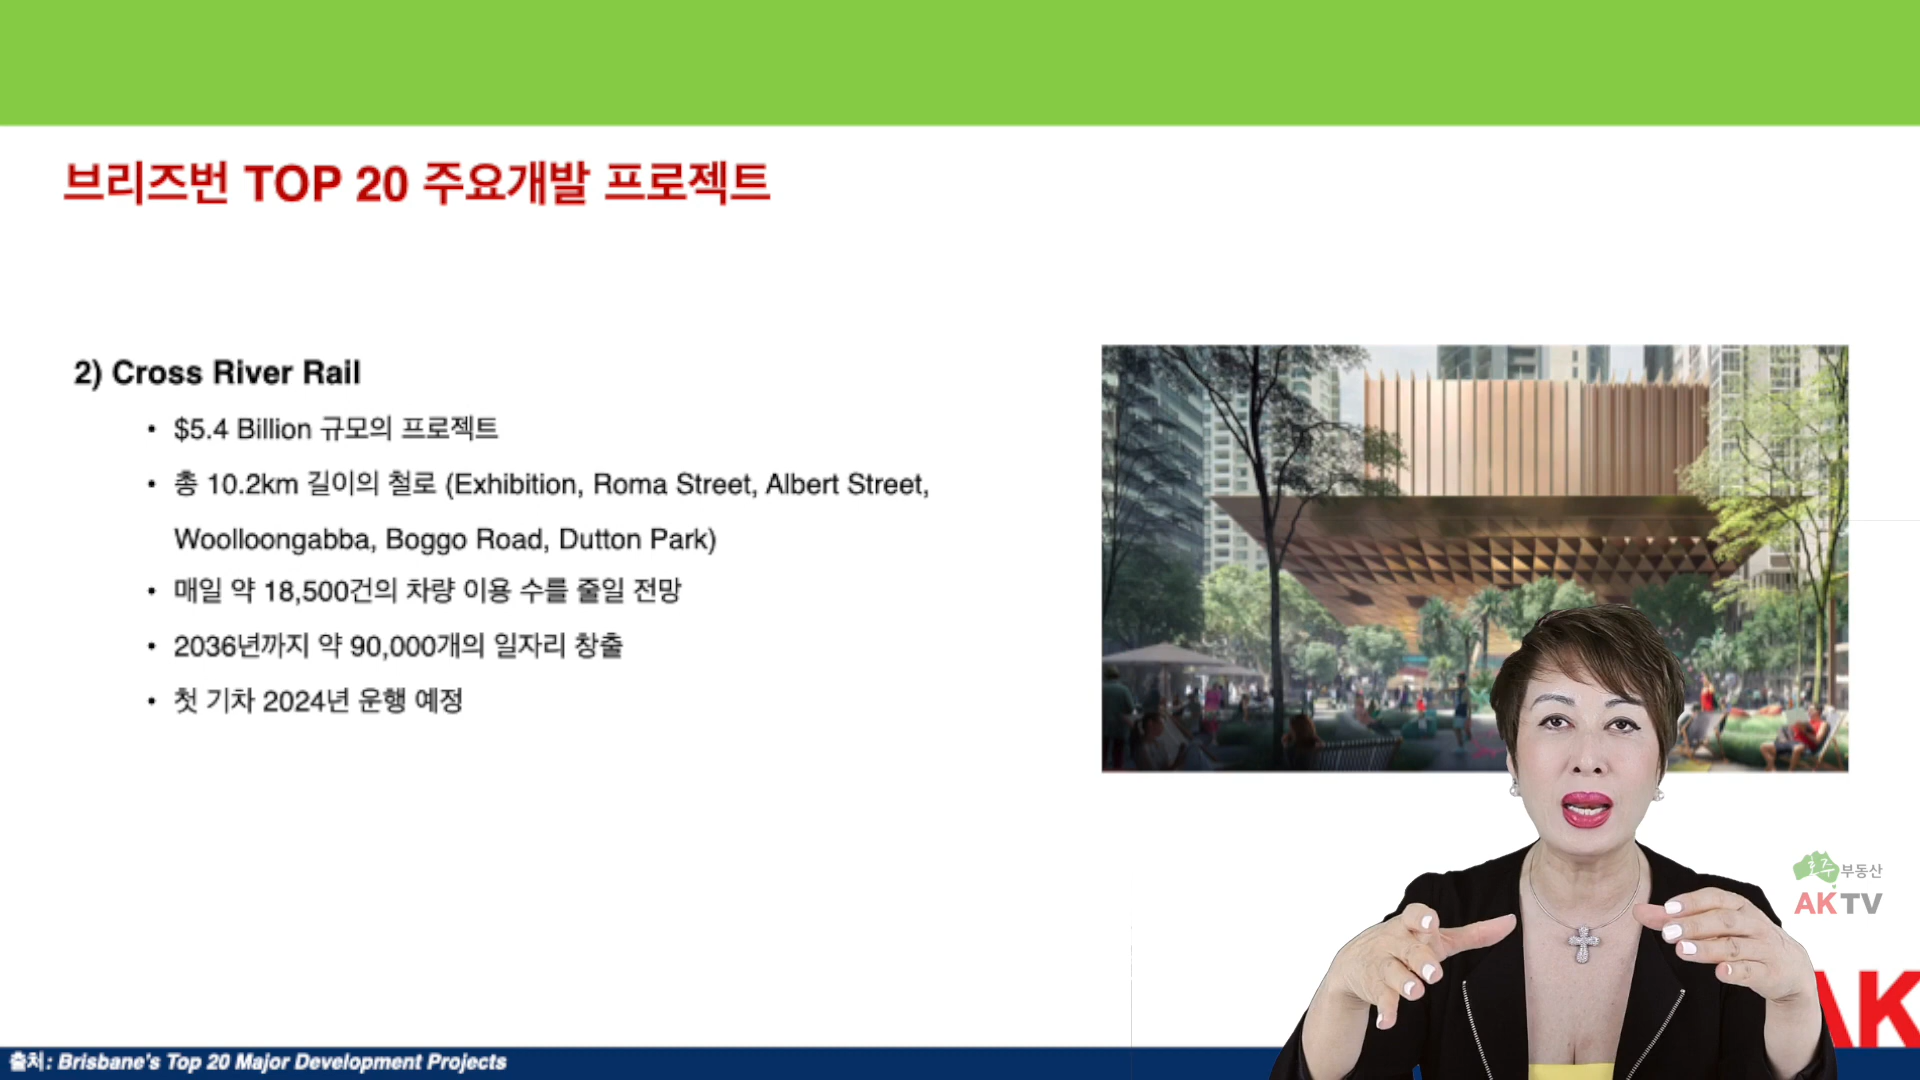 브리즈번 TOP 20 주요개발 프로젝트
2) Cross River Rail
• $5.4 Billion 규모의 프로젝트
• 총 10.2km 길이의 철로 (Exhibition, Roma Street, Albert Street,
Woolloongabba, Boggo Road, Dutton Park)
• 매일 약 18,500건의 차량 이용 수를 줄일 전망
• 2036년까지 약 90,000개의 일자리 창출
• 첫 기차 2024년 운행 예정
호주부동산
AKTV
AK
출처: Brisbane's Top 20 Major Development Projects